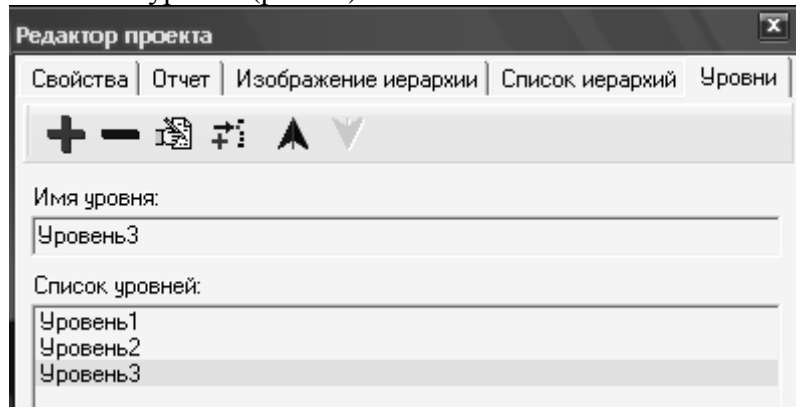 Редактор проекта
Свойства Отчет Изображение иерархии Список иерархий Уровни
Имя уровня:
Уровень3
Список уровней:
Уровень1
Уровень2
Уровень3